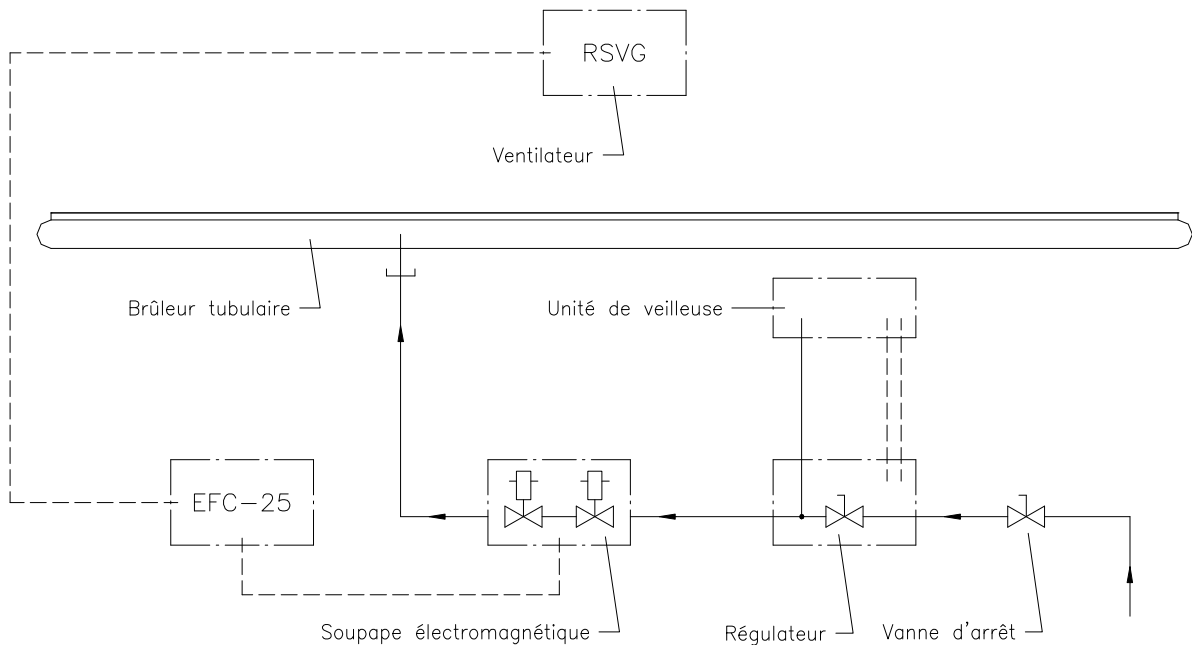 RSVG
Ventilateur
Brûleur tubulaire
Unité de veilleuse
EFC-25
Soupape électromagnétique
Régulateur
Vanne d'arrêt